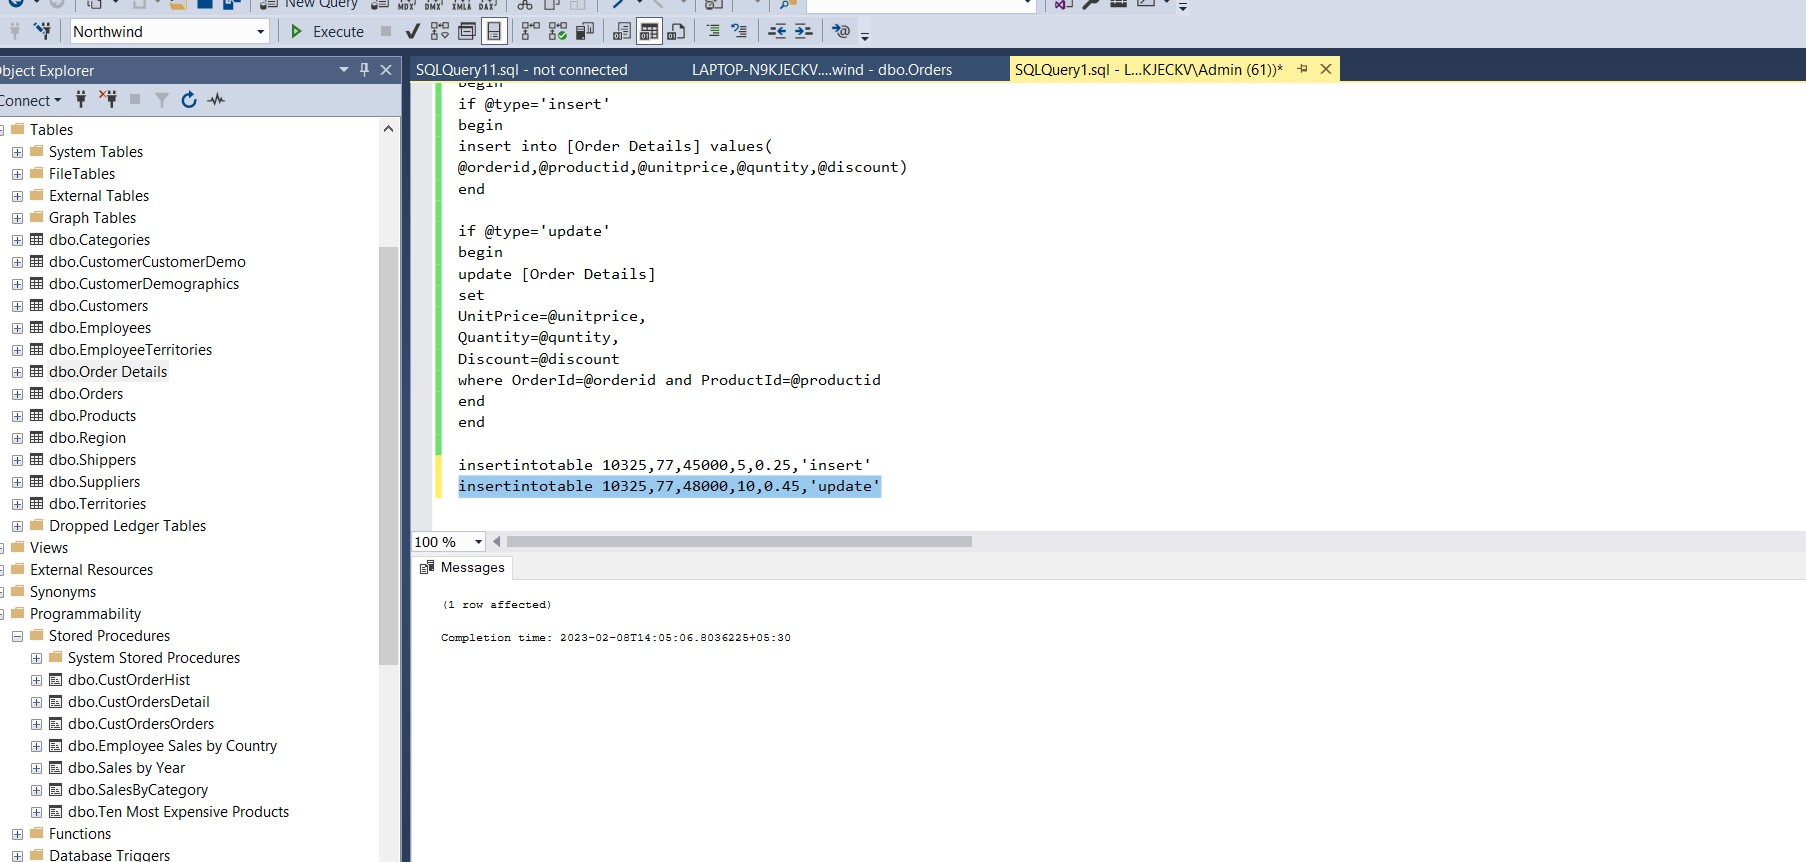 New Query
MDX DMX XMLA DAX
Northwind
Execute
bject Explorer
Connect
Tables
System Tables
FileTables
External Tables
Graph Tables
dbo.Categories
dbo.CustomerCustomerDemo
dbo.CustomerDemographics
dbo.Customers
dbo.Employees
dbo.EmployeeTerritories
dbo.Order Details
dbo.Orders
dbo.Products
dbo.Region
dbo.Shippers
dbo.Suppliers
dbo.Territories
Dropped Ledger Tables
Views
External Resources
Synonyms
Programmability
Stored Procedures
System Stored Procedures
dbo.CustOrderHist
dbo.CustOrdersDetail
dbo.CustOrdersOrders
dbo.Employee Sales by Country
dbo.Sales by Year
dbo.SalesByCategory
dbo.Ten Most Expensive Products
Functions
Database Triggers
SQLQuery11.sql - not connected
LAPTOP-N9KJECKV....wind - dbo.Orders
SQLQuery1.sql - L...KJECKV\Admin (61))*
begin
if @type='insert'
begin
insert into [Order Details] values(
@orderid,@productid,@unitprice,@quntity,@discount)
end
if @type='update'
begin
update [Order Details]
set
UnitPrice=@unitprice,
Quantity=@quntity,
Discount=@discount
where OrderId=@orderid and ProductId=@productid
end
end
insertintotable 10325,77,45000,5,0.25,'insert'
insertintotable 10325,77,48000,10,0.45,'update'
100 %
Messages
(1 row affected)
Completion time: 2023-02-08T14:05:06.8036225+05:30